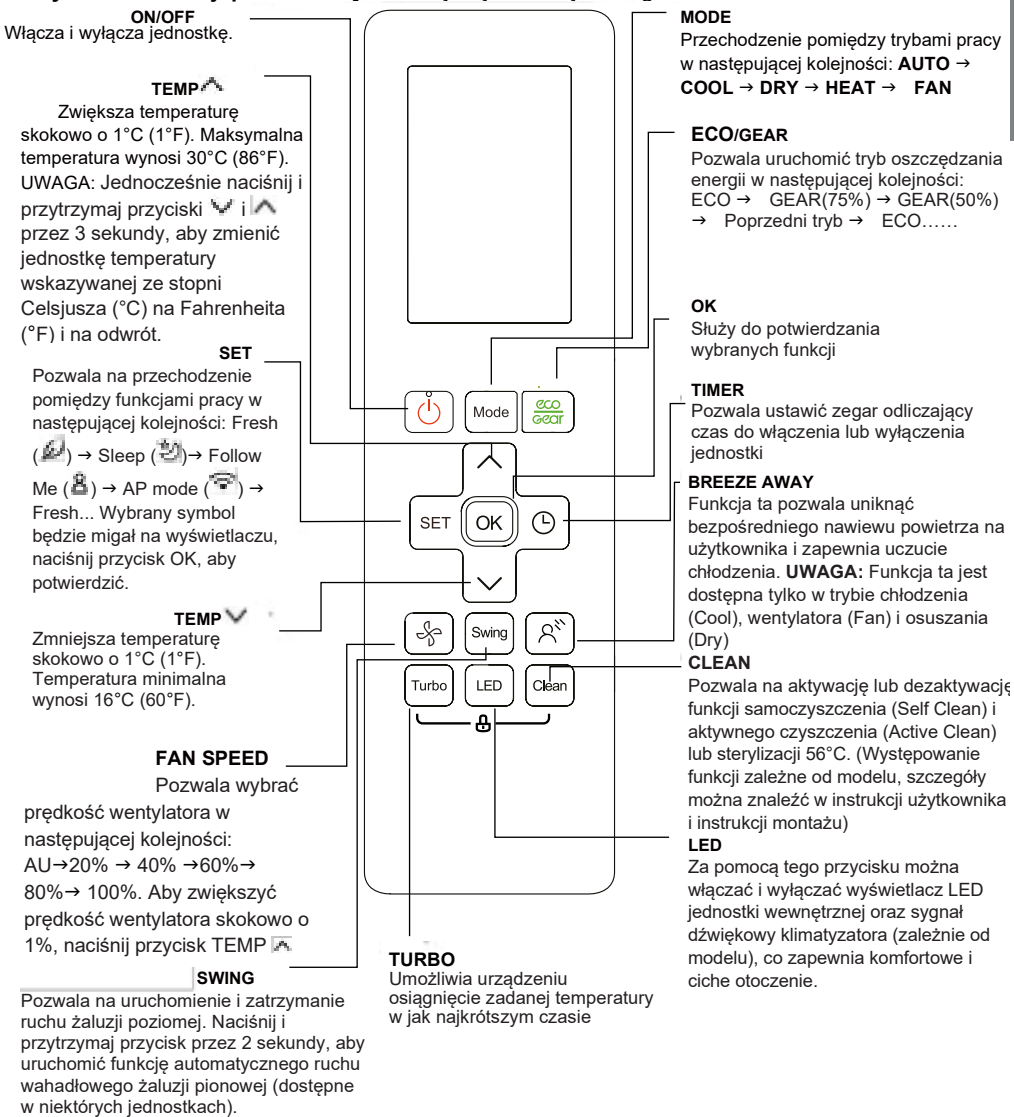 ON/OFF
Włącza i wyłącza jednostkę.
TEMP
Zwiększa temperaturę
skokowo o 1°C (1°F). Maksymalna
temperatura wynosi 30°C (86°F).
UWAGA: Jednocześnie naciśnij i
przytrzymaj przyciski i
przez 3 sekundy, aby zmienić
jednostkę temperatury
wskazywanej ze stopni
Celsjusza (°C) na Fahrenheita
(°F) i na odwrót.
SET
Pozwala na przechodzenie
pomiędzy funkcjami pracy w
następującej kolejności: Fresh
( ) → Sleep ( )→ Follow
Me ( ) → AP mode ( ) →
Fresh... Wybrany symbol
będzie migał na wyświetlaczu,
naciśnij przycisk OK, aby
potwierdzić.
TEMP
Zmniejsza temperaturę
skokowo o 1°C (1°F).
Temperatura minimalna
wynosi 16°C (60°F).
FAN SPEED
Pozwala wybrać
prędkość wentylatora w
następującej kolejności:
AU→20% → 40% →60%→
80%→ 100%. Aby zwiększyć
prędkość wentylatora skokowo o
1%, naciśnij przycisk TEMP
SWING
Pozwala na uruchomienie i zatrzymanie
ruchu żaluzji poziomej. Naciśnij i
przytrzymaj przycisk przez 2 sekundy, aby
uruchomić funkcję automatycznego ruchu
wahadłowego żaluzji pionowej (dostępne
w niektórych jednostkach).
Mode
eco
Gear
SET
OK
Swing
Turbo
LED
Clean
TURBO
Umożliwia urządzeniu
osiągnięcie zadanej temperatury
w jak najkrótszym czasie
MODE
Przechodzenie pomiędzy trybami pracy
w następującej kolejności: AUTO →
COOL → DRY → HEAT → FAN
ECO/GEAR
Pozwala uruchomić tryb oszczędzania
energii w następującej kolejności:
ECO → GEAR(75%) → GEAR(50%)
→ Poprzedni tryb → ECO……
OK
Służy do potwierdzania
wybranych funkcji
TIMER
Pozwala ustawić zegar odliczający
czas do włączenia lub wyłączenia
jednostki
BREEZE AWAY
Funkcja ta pozwala uniknąć
bezpośredniego nawiewu powietrza na
użytkownika i zapewnia uczucie
chłodzenia. UWAGA: Funkcja ta jest
dostępna tylko w trybie chłodzenia
(Cool), wentylatora (Fan) i osuszania
(Dry)
CLEAN
Pozwala na aktywację lub dezaktywację
funkcji samoczyszczenia (Self Clean) i
aktywnego czyszczenia (Active Clean)
lub sterylizacji 56°C. (Występowanie
funkcji zależne od modelu, szczegóły
można znaleźć w instrukcji użytkownika
i instrukcji montażu)
LED
Za pomocą tego przycisku można
włączać i wyłączać wyświetlacz LED
jednostki wewnętrznej oraz sygnał
dźwiękowy klimatyzatora (zależnie od
modelu), co zapewnia komfortowe i
ciche otoczenie.